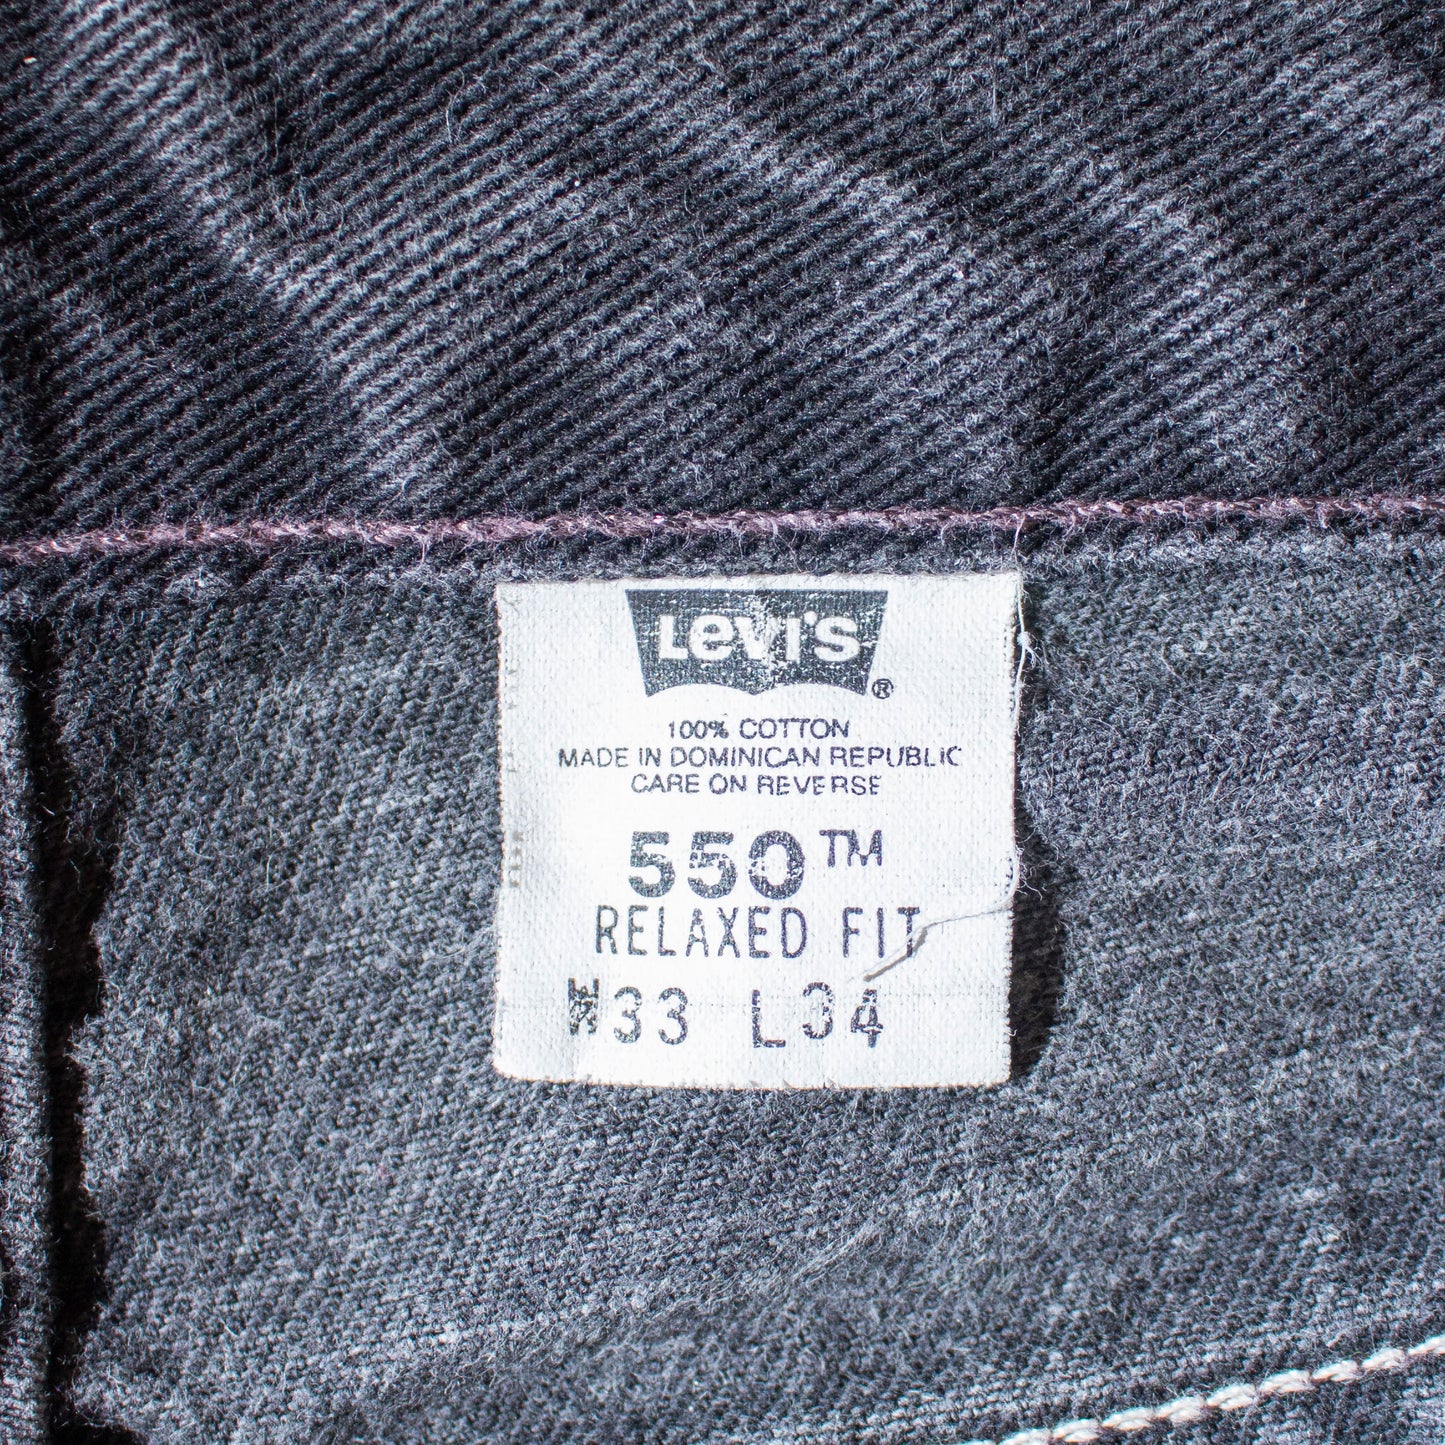 Levi's
®
100% COTTON
MADE IN DOMINICAN REPUBLIC
CARE ON REVERSE
550™
RELAXED FIT
W33 L34